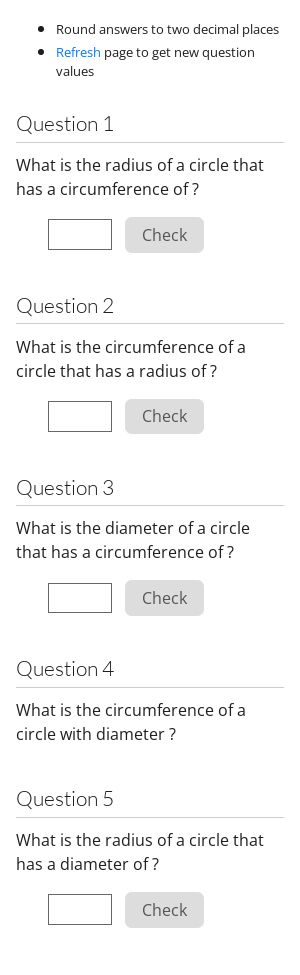 Round answers to two decimal places
Refresh page to get new question
values
Question 1
What is the radius of a circle that
has a circumference of ?
Check
Question 2
What is the circumference of a
circle that has a radius of ?
Check
Question 3
What is the diameter of a circle
that has a circumference of ?
Check
Question 4
What is the circumference of a
circle with diameter ?
Question 5
What is the radius of a circle that
has a diameter of ?
Check